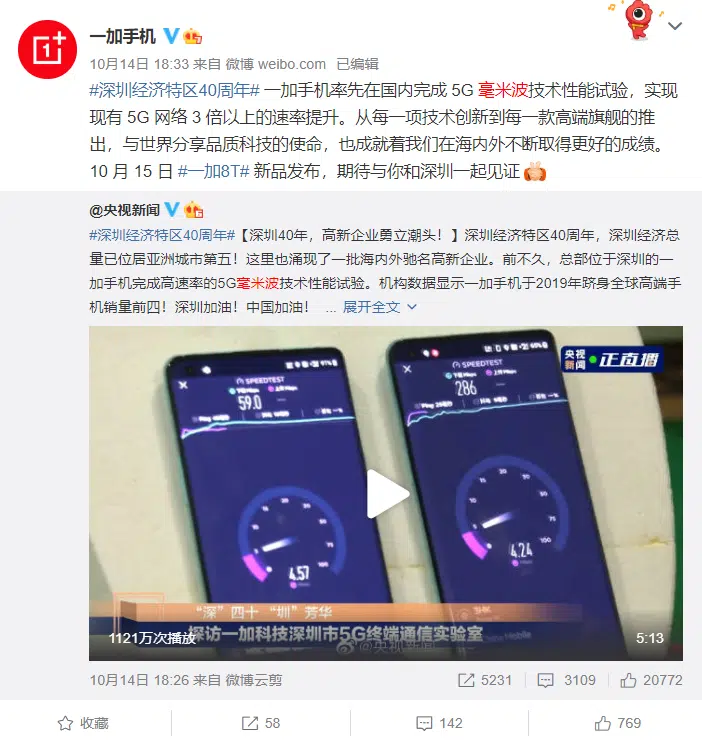 一加手机
10月14日 18:33 来自 微博 weibo.com 已编辑
#深圳经济特区40周年# 一加手机率先在国内完成 5G 毫米波技术性能试验，实现
现有 5G 网络 3 倍以上的速率提升。从每一项技术创新到每一款高端旗舰的推
出，与世界分享品质科技的使命，也成就着我们在海内外不断取得更好的成绩。
10 月 15 日 #一加8T# 新品发布，期待与你和深圳一起见证
@央视新闻
#深圳经济特区40周年#【深圳40年，高新企业勇立潮头！】深圳经济特区40周年，深圳经济总
量已位居亚洲城市第五！这里也涌现了一批海内外驰名高新企业。前不久，总部位于深圳的一
加手机完成高速率的5G毫米波技术性能试验。机构数据显示一加手机于2019年跻身全球高端手
机销量前四！深圳加油！中国加油！ ... 展开全文
央视新闻 正直播
SPEEDTEST
59.0
4.57
SPEEDTEST
286
4.24
“深”四十 “圳”芳华
探访一加科技深圳市5G终端通信实验室
1121万次播放
5:13
@央视新闻
10月14日 18:26 来自 微博云剪
5231 3109 20772
收藏 58 142 769